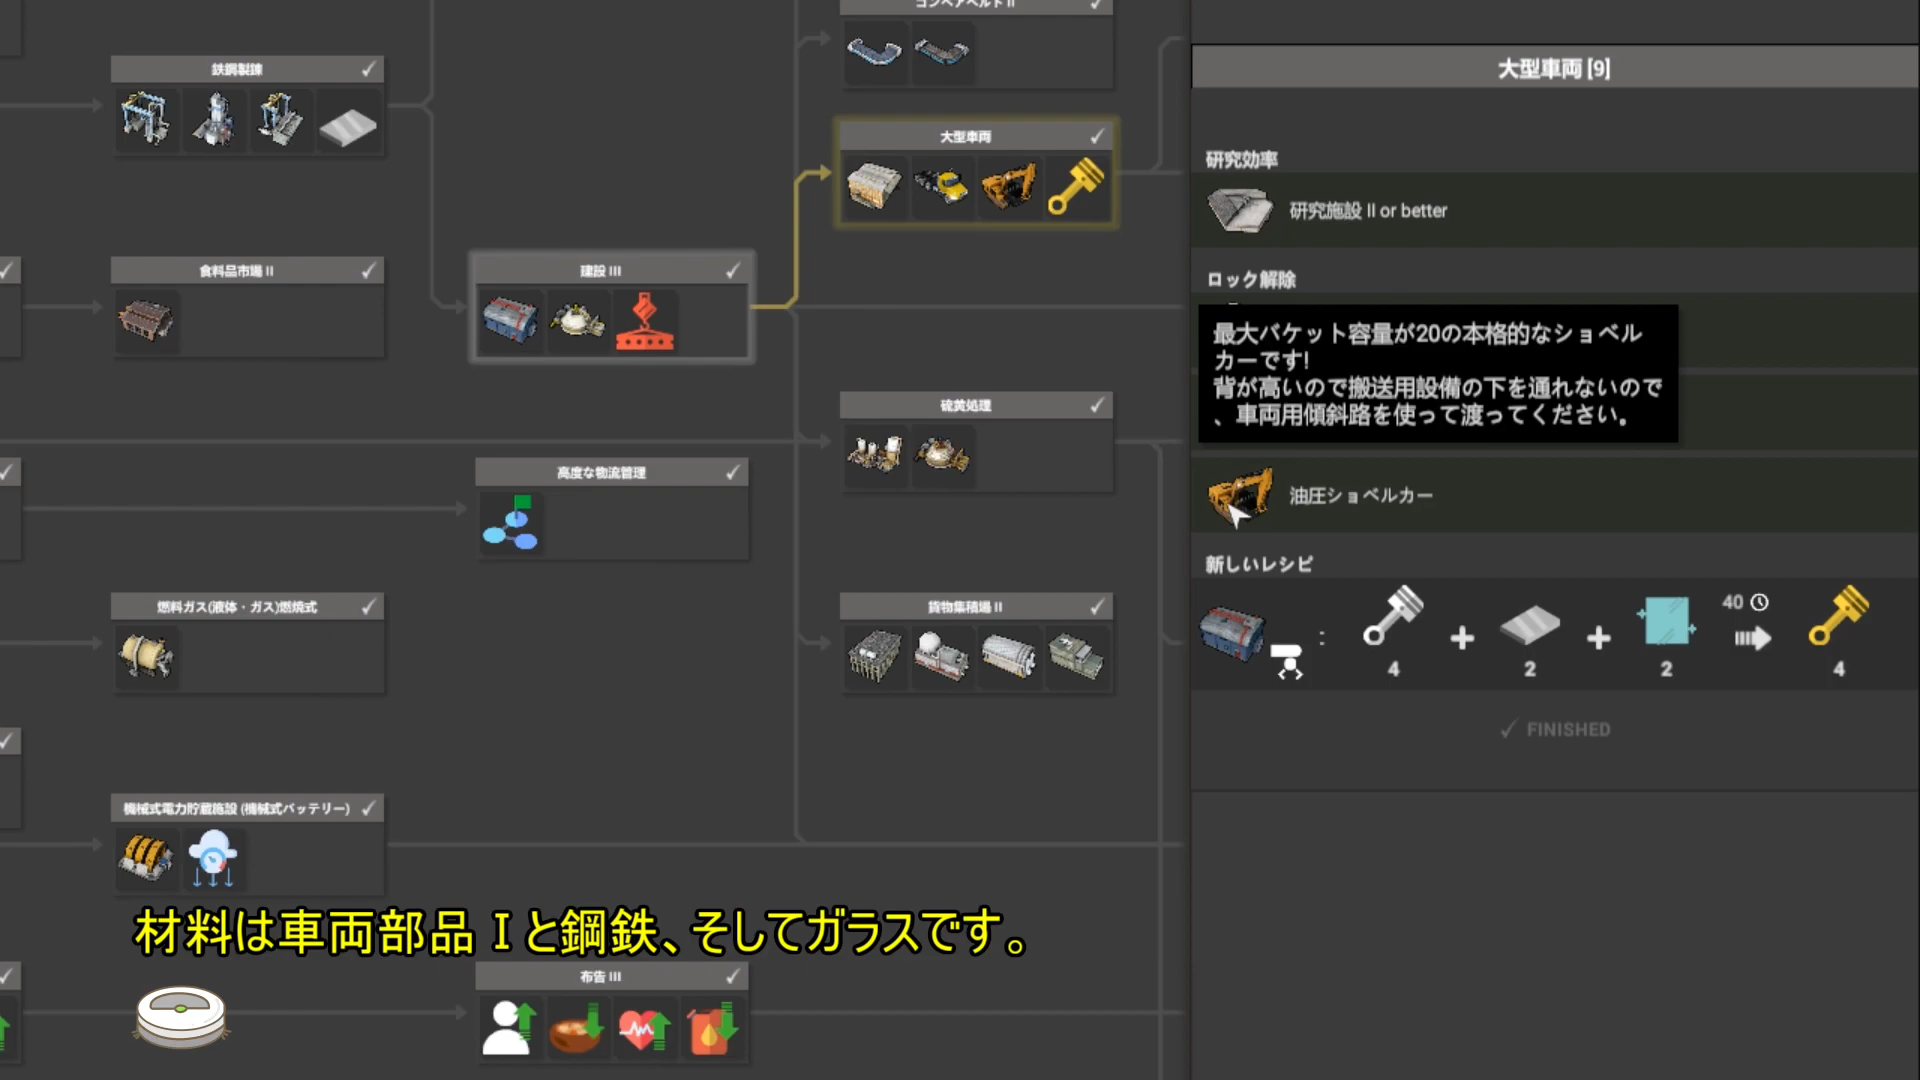 コンベアベルト II
鉄鋼製錬
大型車両
食料品市場 II
建設 III
硫黄処理
高度な物流管理
燃料ガス(液体・ガス)燃焼式
貨物集積場 II
機械式電力貯蔵施設 (機械式バッテリー)
布告 III
大型車両 [9]
研究効率
研究施設 II or better
ロック解除
最大バケット容量が20の本格的なショベル
カーです!
背が高いので搬送用設備の下を通れないので
、車両用傾斜路を使って渡ってください。
油圧ショベルカー
新しいレシピ
: 4 + 2 + 2 40 4
FINISHED
材料は車両部品Ⅰと鋼鉄、そしてガラスです。